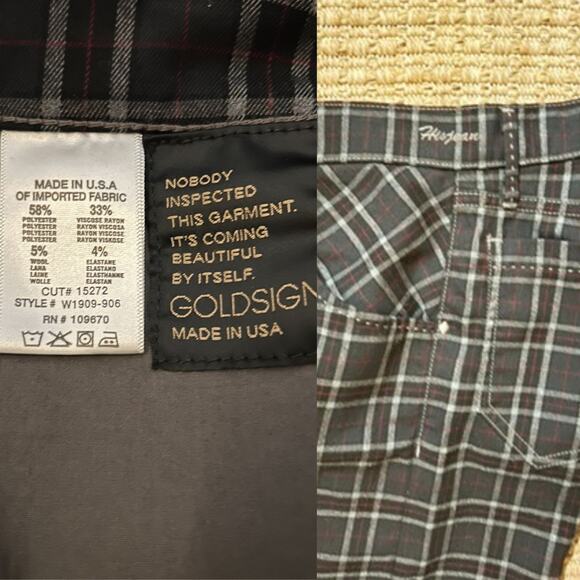 MADE IN U.S.A
OF IMPORTED FABRIC
58% 33%
POLYESTER VISCOSE RAYON
POLYESTER RAYON VISCOSA
POLYESTER RAYON VISCOSE
POLYESTER RAYON VISKOSE
5% 4%
WOOL ELASTANE
LANA ELASTANO
LAINE ELASTHANNE
WOLLE ELASTAN
CUT# 15272
STYLE# W1909-906
RN # 109670
NOBODY
INSPECTED
THIS GARMENT.
IT'S COMING
BEAUTIFUL
BY ITSELF.
GOLDSIGN
MADE IN USA
Hisjean